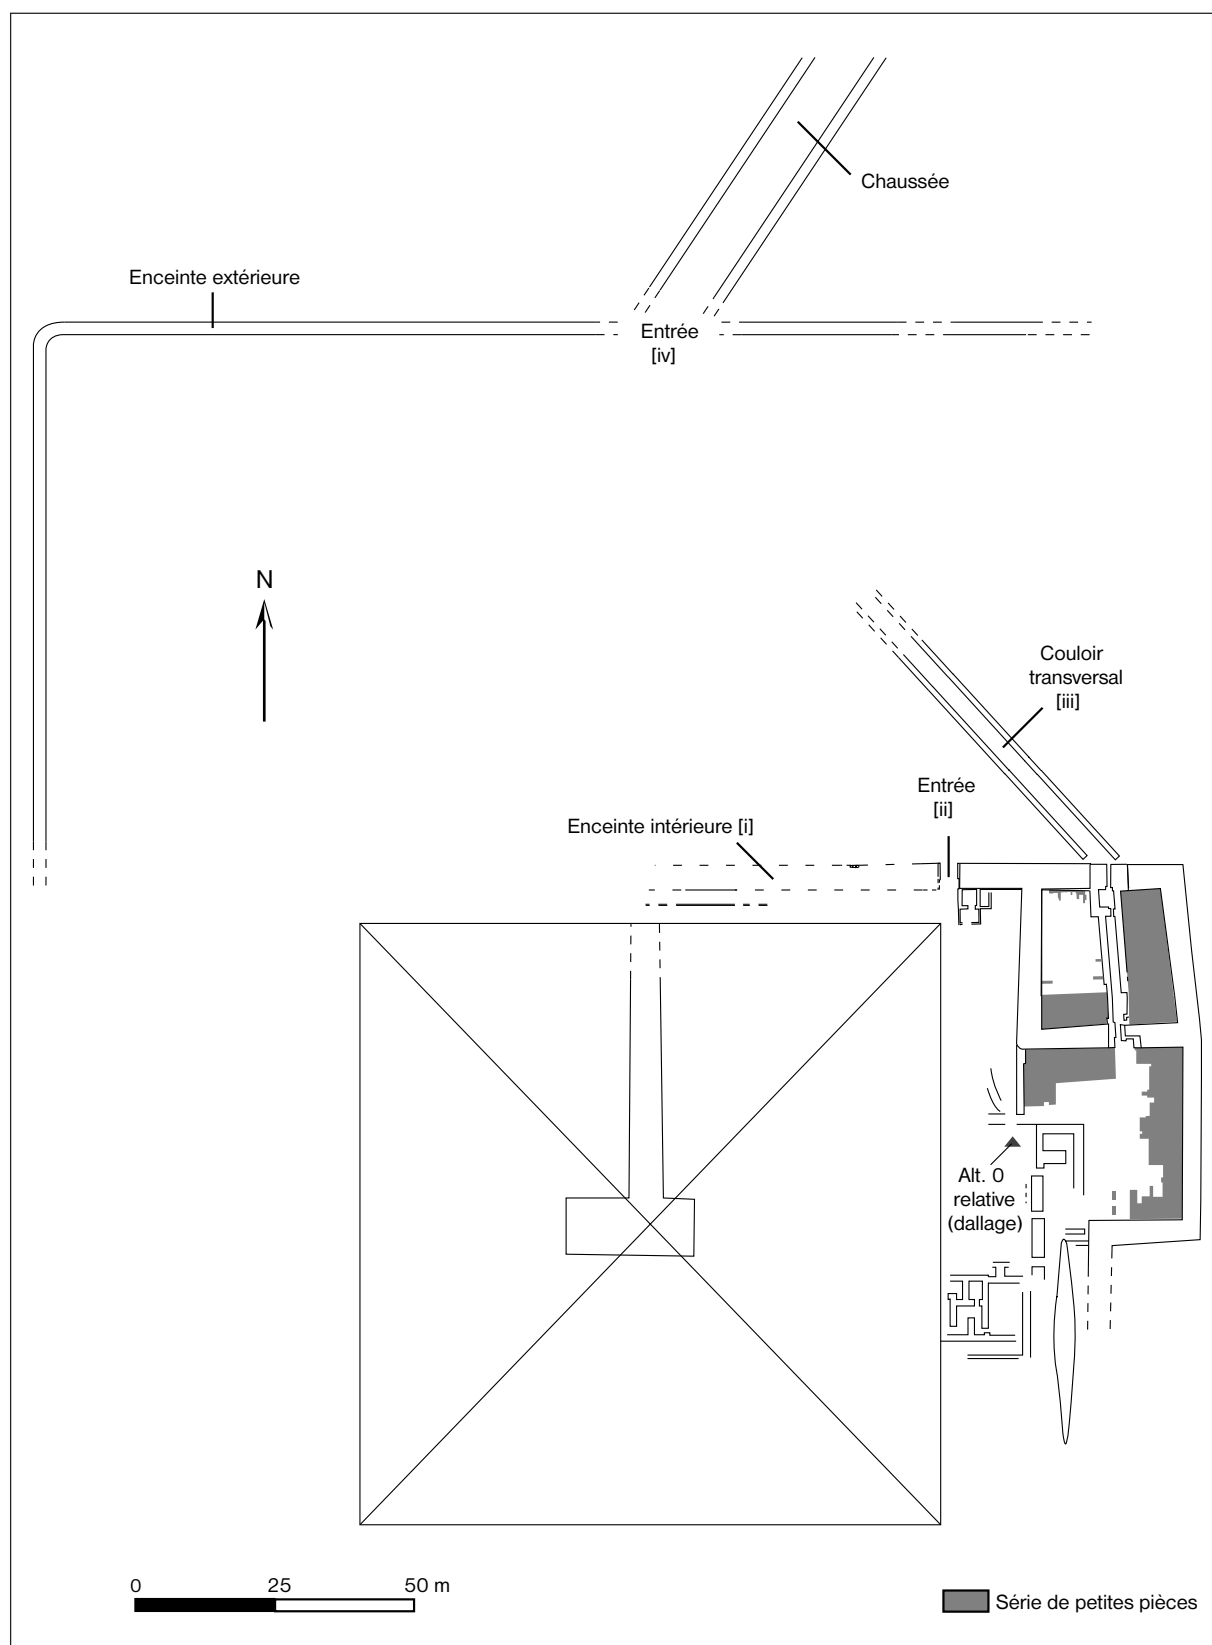 Chaussée
Enceinte extérieure
Entrée
[iv]
N
Couloir
transversal
[iii]
Entrée
[ii]
Enceinte intérieure [i]
Alt. 0
relative
(dallage)
0 25 50 m
Série de petites pièces